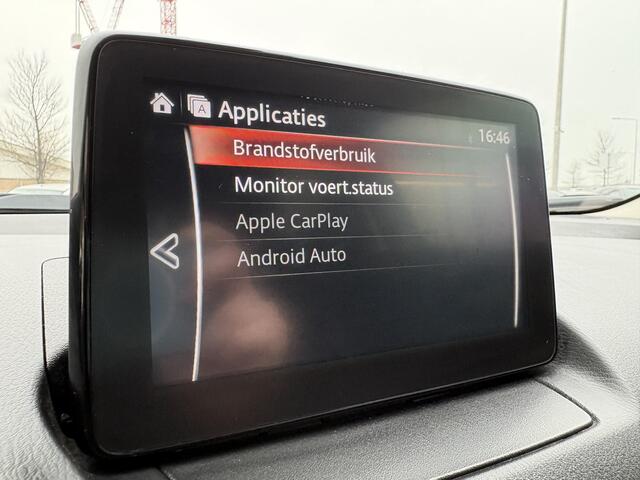 A Applicaties
16:46
Brandstofverbruik
Monitor voert.status
Apple CarPlay
Android Auto